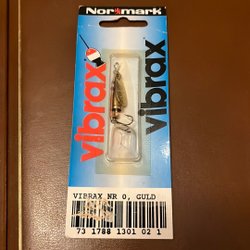 Normark
vibrax
vibrax
VIBRAX NR 0, GULD
73 1788 1301 02 1